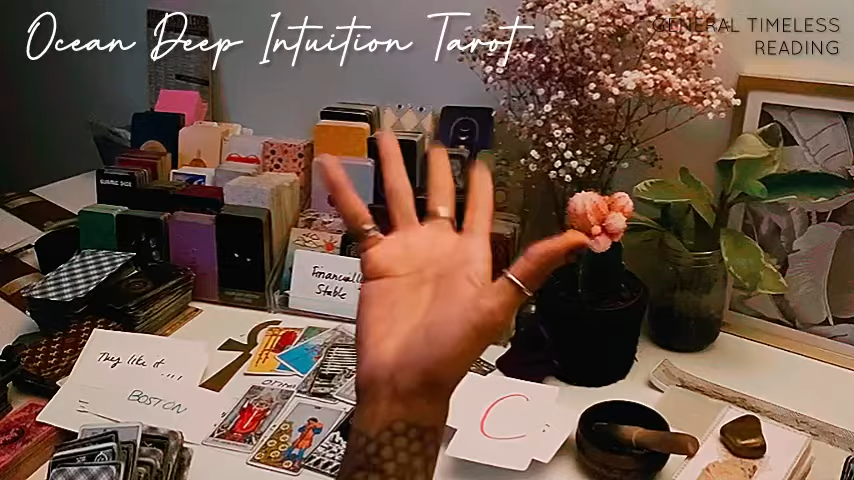 Ocean Deep Intuition Tarot
GENERAL TIMELESS
READING
Financially
Stable
They like it ...
BOSTON
C